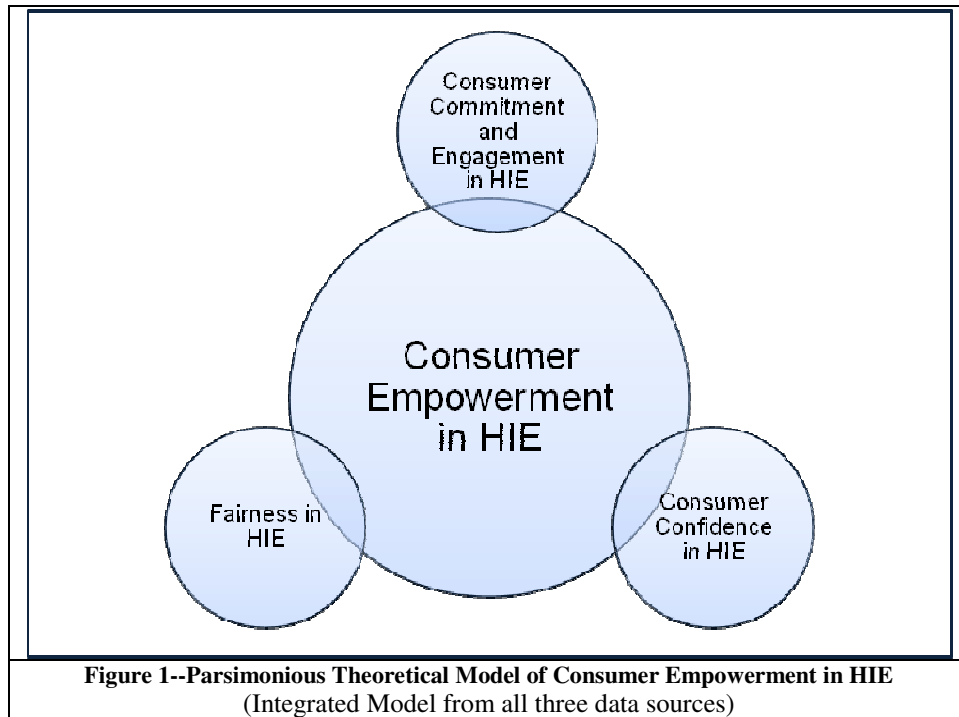 Consumer
Commitment
and
Engagement
in HIE
Consumer
Empowerment
in HIE
Fairness in
HIE
Consumer
Confidence
in HIE
Figure 1--Parsimonious Theoretical Model of Consumer Empowerment in HIE
(Integrated Model from all three data sources)